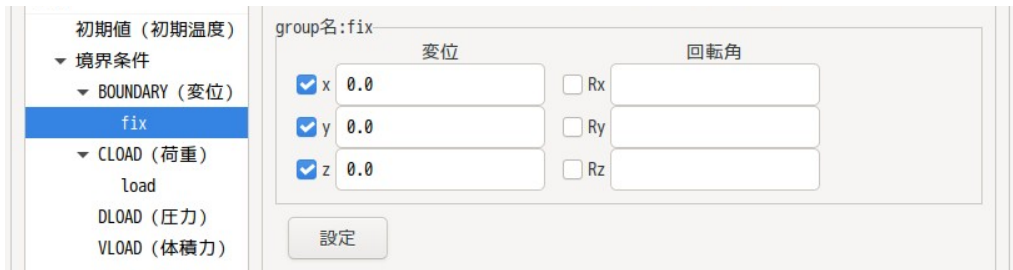 初期値 (初期温度)
▼ 境界条件
▼ BOUNDARY (変位)
fix
▼ CLOAD (荷重)
load
DLOAD (圧力)
VLOAD (体積力)
group名:fix
変位 回転角
x 0.0 Rx
y 0.0 Ry
z 0.0 Rz
設定